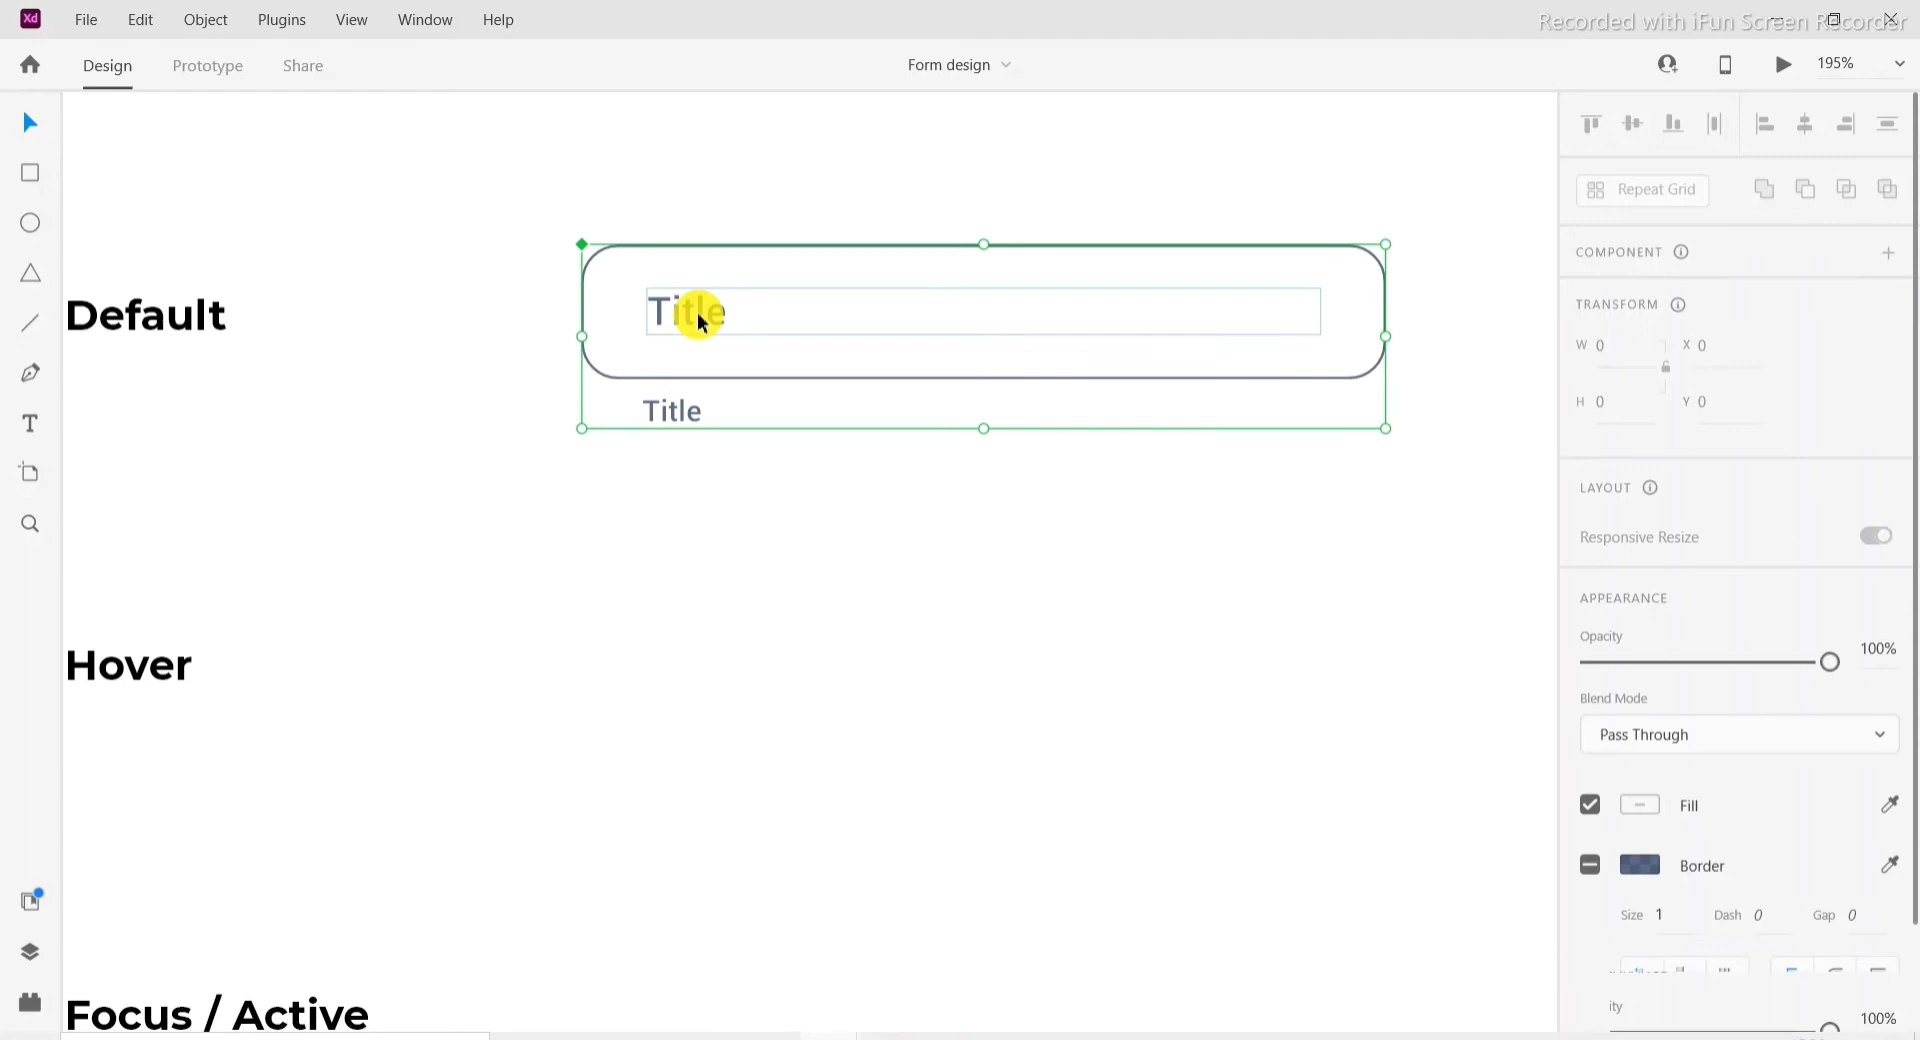 Xd File Edit Object Plugins View Window Help Recorded with iFun Screen Recorder
Design Prototype Share Form design 195%
Repeat Grid
COMPONENT
Default Title
TRANSFORM
W 0 X 0
H 0 Y 0
Title
LAYOUT
Responsive Resize
APPEARANCE
Opacity
100%
Hover
Blend Mode
Pass Through
Fill
Border
Size 1 Dash 0 Gap 0
Focus / Active
ity
100%